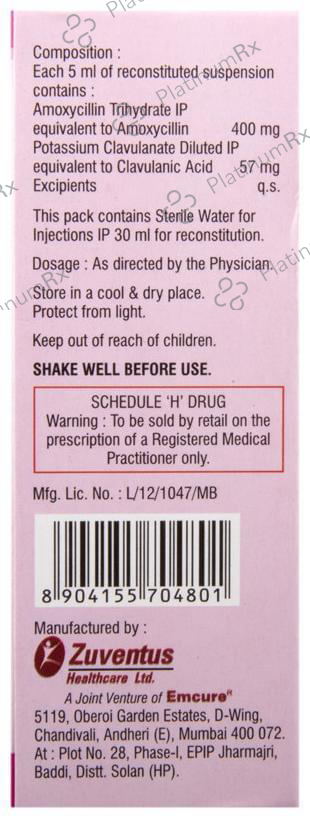 Composition :
Each 5 ml of reconstituted suspension
contains :
Amoxycillin Trihydrate IP
equivalent to Amoxycillin 400 mg
Potassium Clavulanate Diluted IP
equivalent to Clavulanic Acid 57 mg
Excipients q.s.
This pack contains Sterile Water for
Injections IP 30 ml for reconstitution.
Dosage : As directed by the Physician.
Store in a cool & dry place.
Protect from light.
Keep out of reach of children.
SHAKE WELL BEFORE USE.
SCHEDULE 'H' DRUG
Warning : To be sold by retail on the
prescription of a Registered Medical
Practitioner only.
Mfg. Lic. No. : L/12/1047/MB
8 904155 704801
Manufactured by :
Zuventus
Healthcare Ltd.
A Joint Venture of Emcure®
5119, Oberoi Garden Estates, D-Wing,
Chandivali, Andheri (E), Mumbai 400 072.
At : Plot No. 28, Phase-I, EPIP Jharmajri,
Baddi, Distt. Solan (HP).
PlatinumRx
PlatinumRx